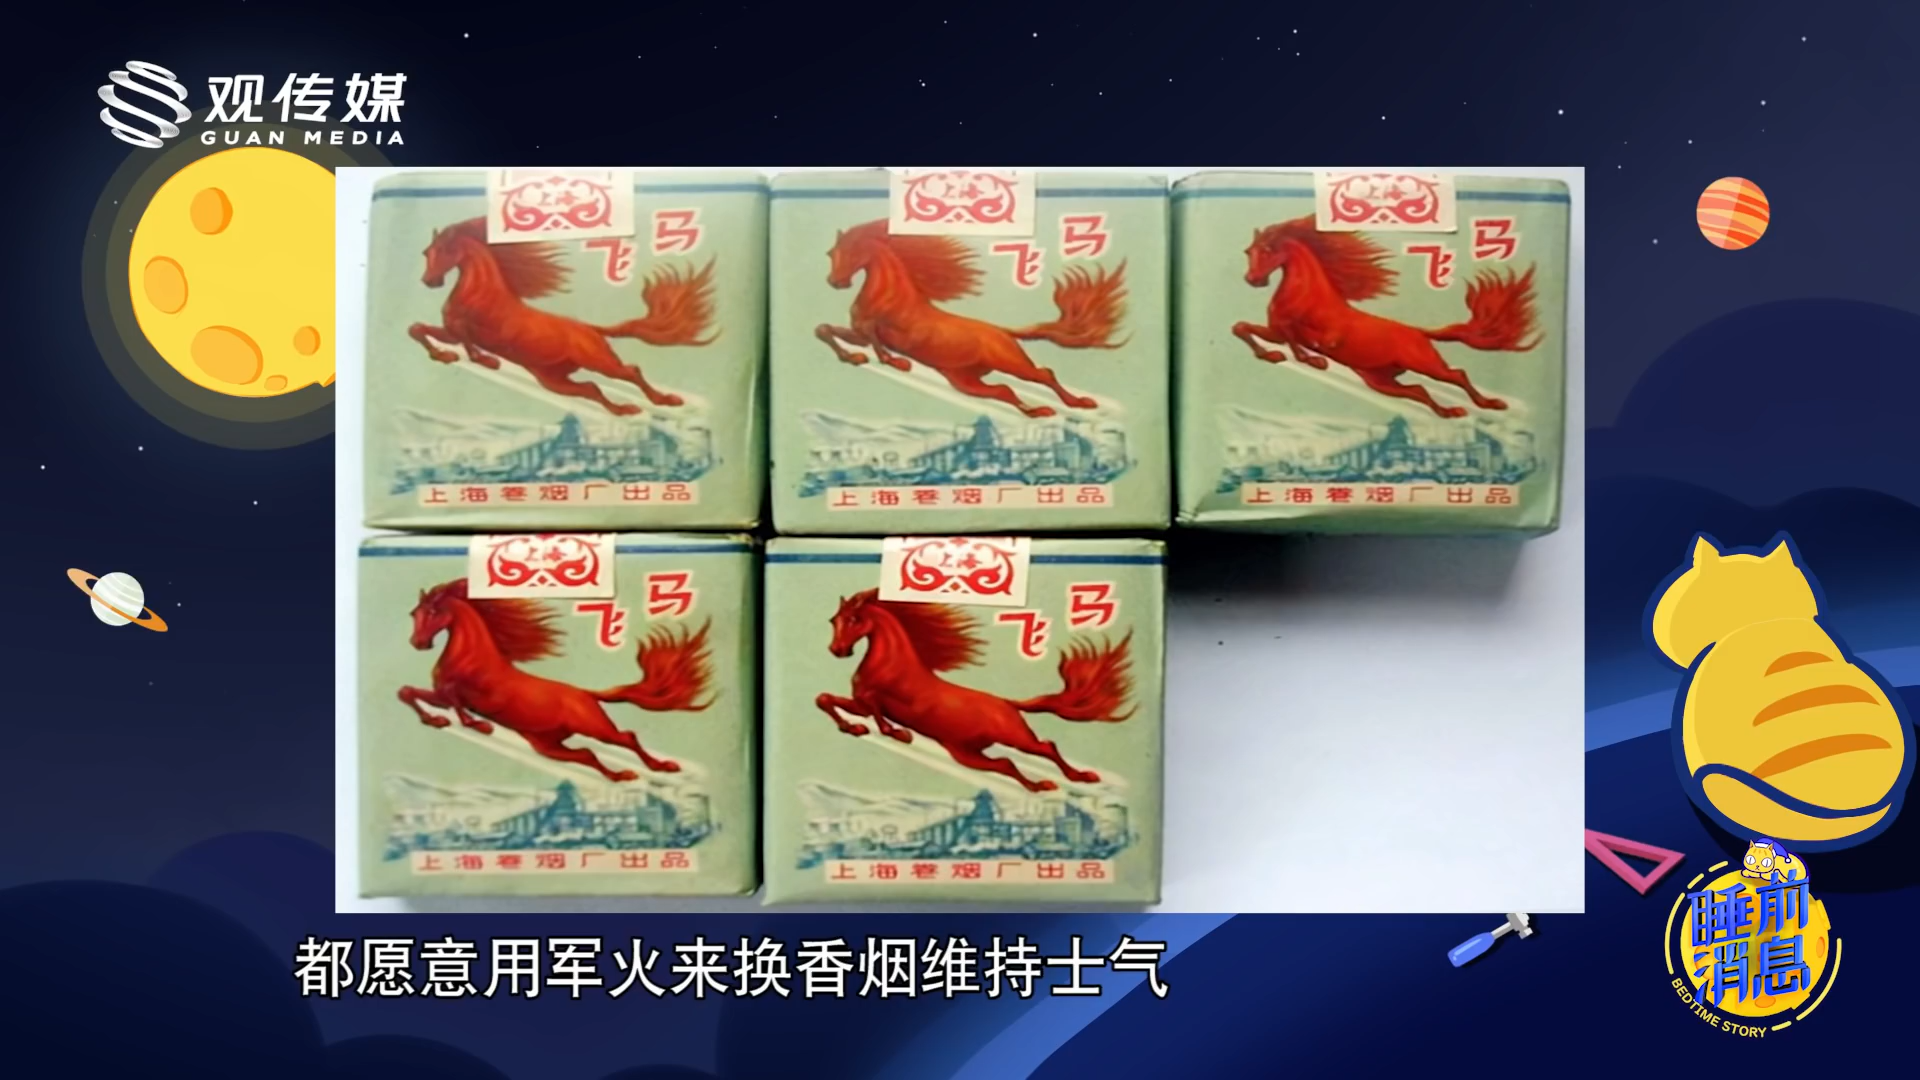 观传媒
GUAN MEDIA
上海
飞马
上海卷烟厂出品
上海
飞马
上海卷烟厂出品
上海
飞马
上海卷烟厂出品
上海
飞马
上海卷烟厂出品
上海
飞马
上海卷烟厂出品
都愿意用军火来换香烟维持士气
睡前
消息
BEDTIME STORY